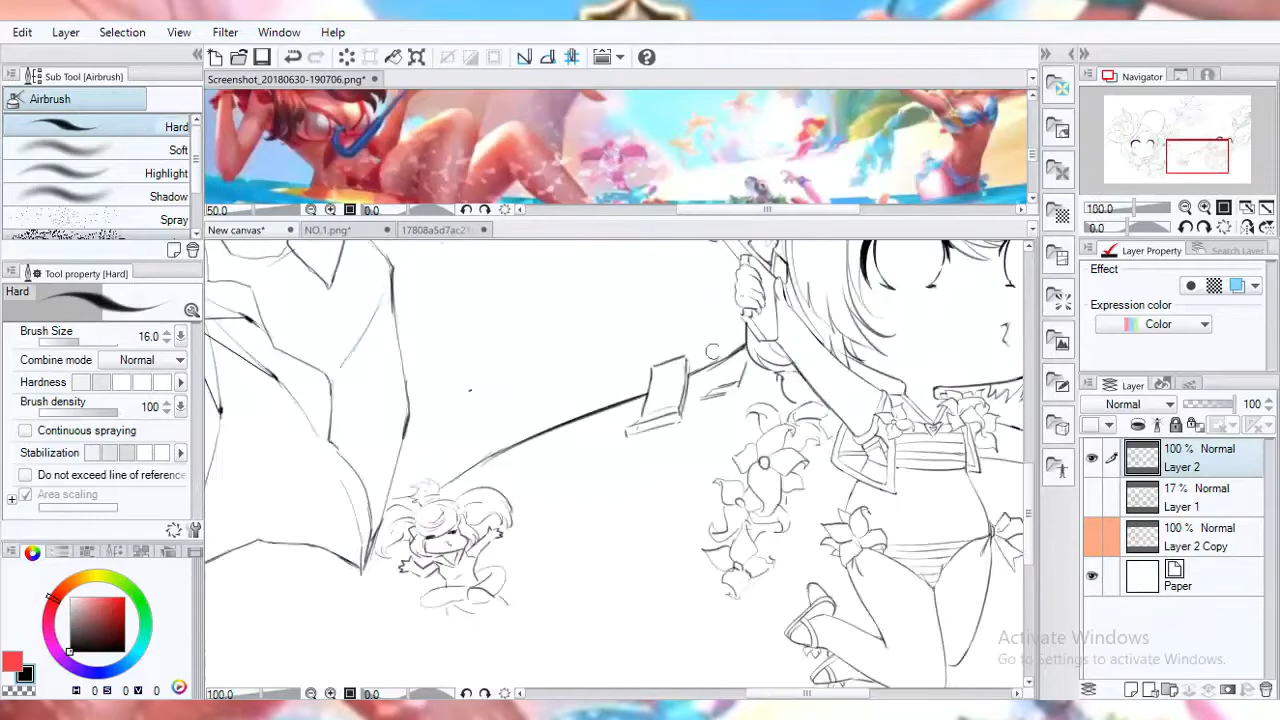 Edit Layer Selection View Filter Window Help
Sub Tool [Airbrush]
Screenshot_20180630-190706.png*
Navigator
Airbrush
Hard
Soft
Highlight
Shadow
Spray
50.0
0.0
100.0
0.0
New canvas*
NO.1.png*
17808a5d7ac21
Layer Property
Search Layer
Tool property [Hard]
Effect
Hard
Expression color
Color
Brush Size
16.0
Combine mode
Normal
Hardness
Brush density
100
Continuous spraying
Stabilization
Do not exceed line of reference
Area scaling
Layer
Normal
100
100 % Normal
Layer 2
17 % Normal
Layer 1
100 % Normal
Layer 2 Copy
Paper
Activate Windows
Go to Settings to activate Windows.
H 0 S 0 V 0
100.0
0.0